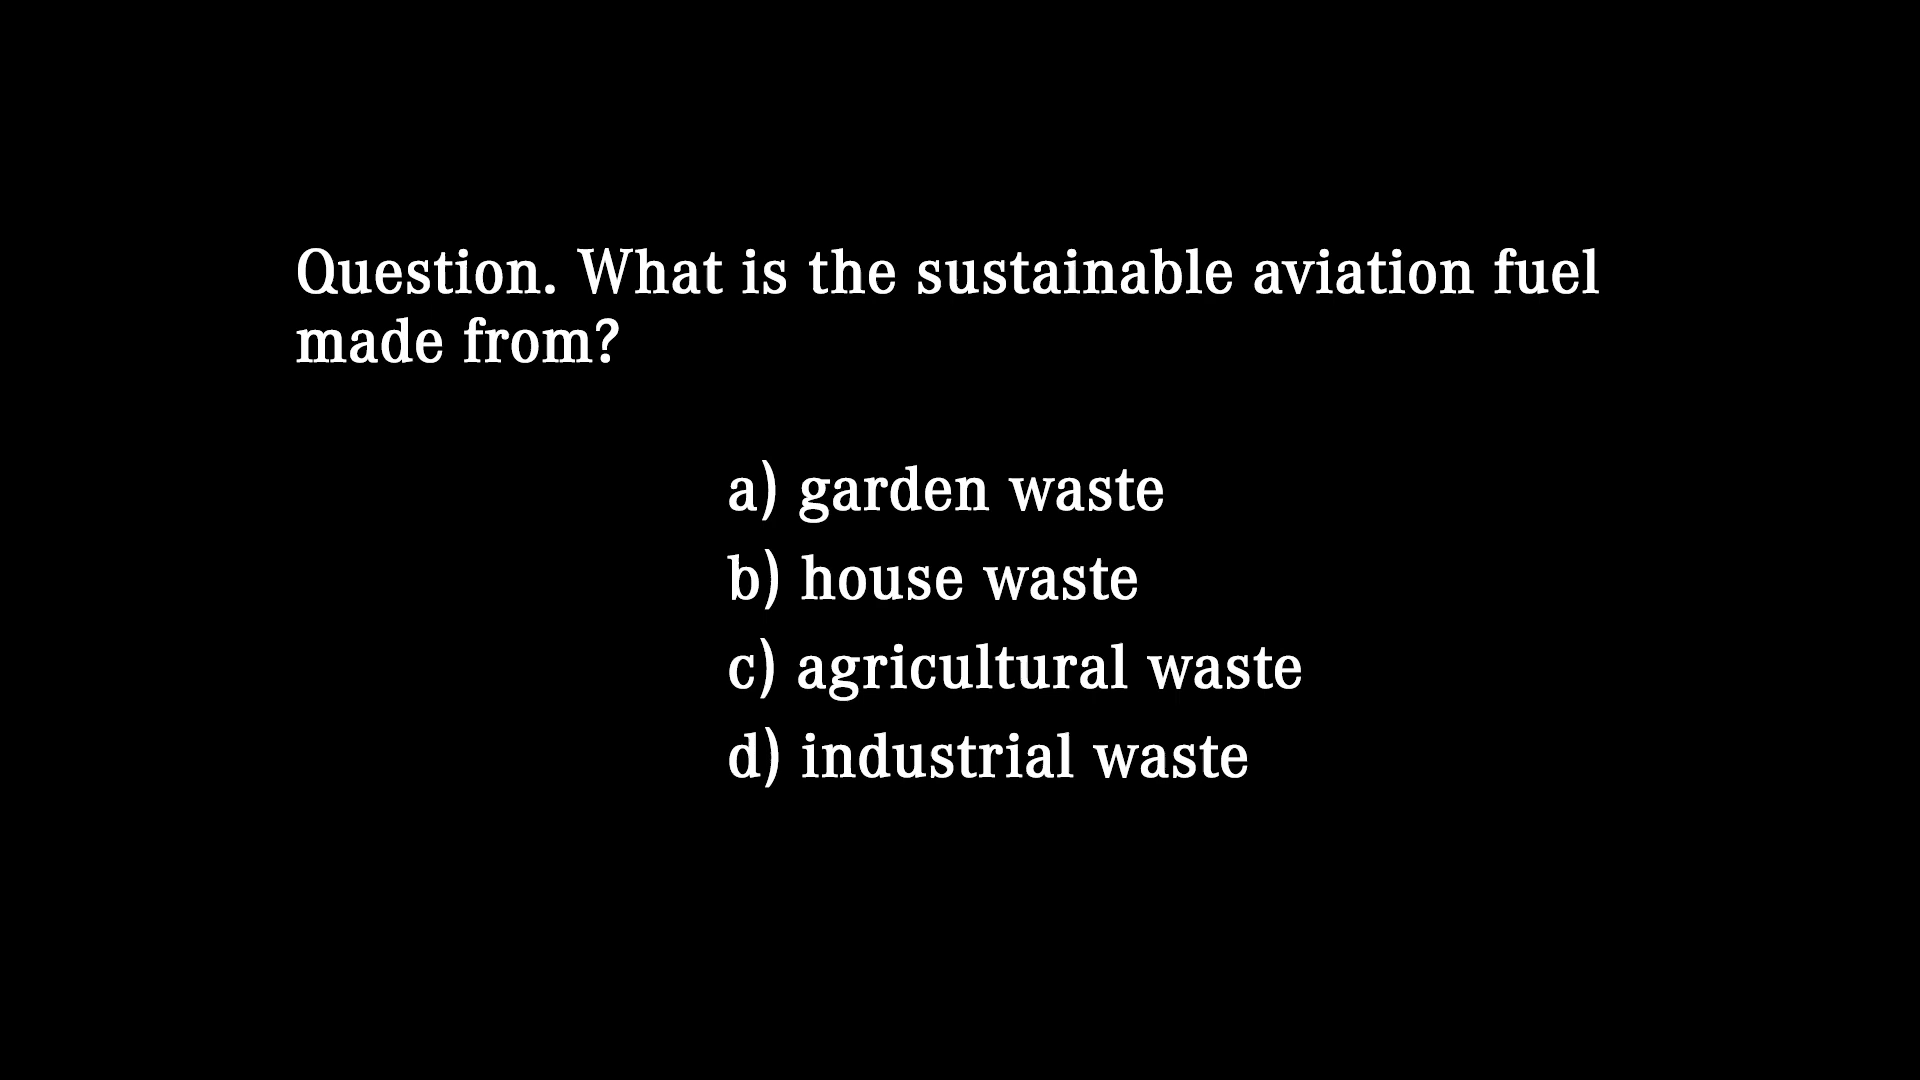 Question. What is the sustainable aviation fuel
made from?
a) garden waste
b) house waste
c) agricultural waste
d) industrial waste